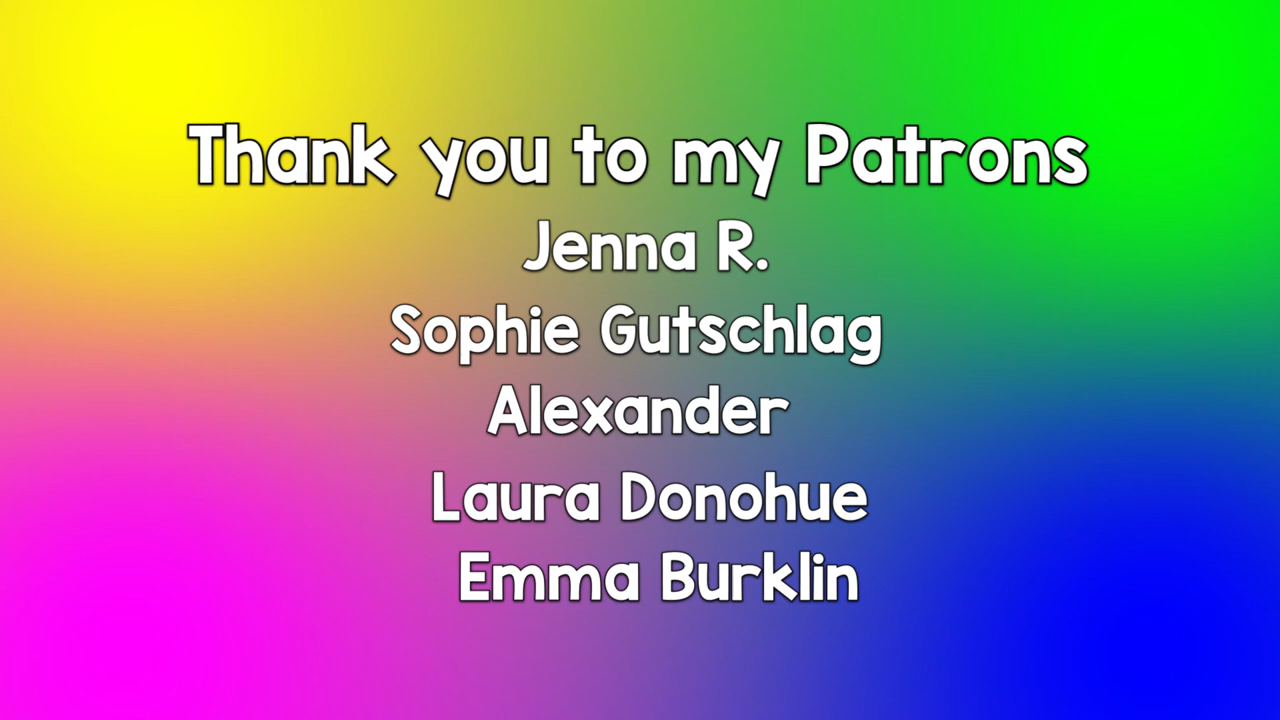 Thank you to my Patrons
Jenna R.
Sophie Gutschlag
Alexander
Laura Donohue
Emma Burklin